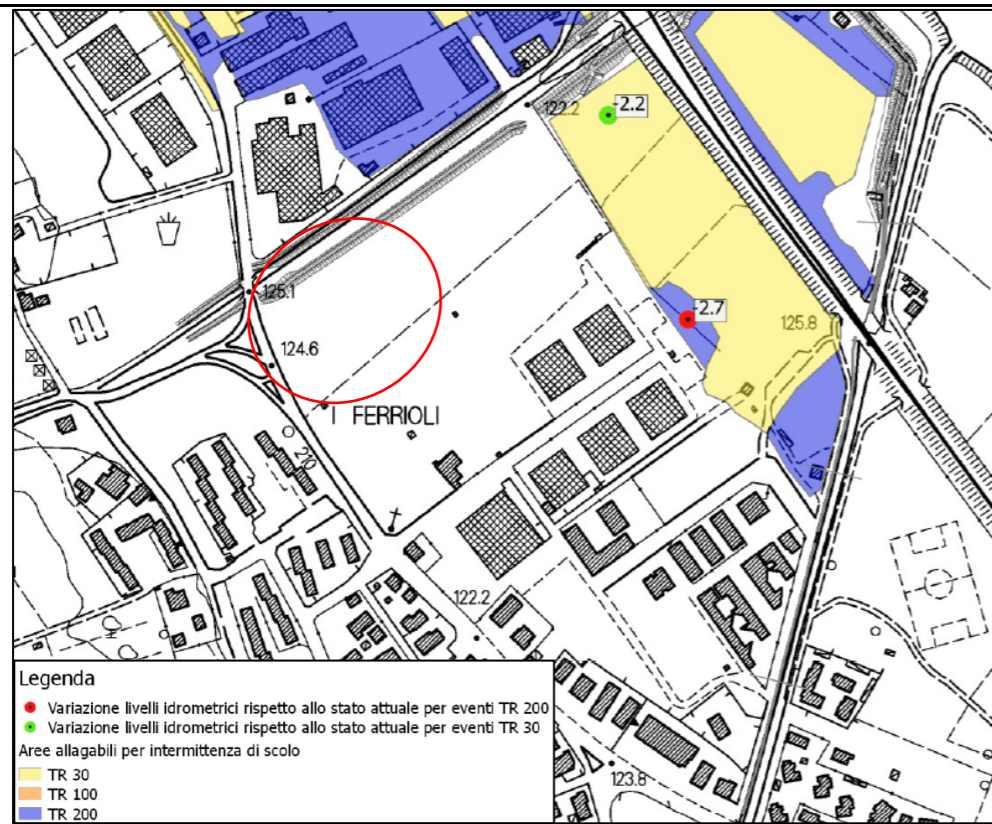 122.2
-2.2
125.1
-2.7
125.8
124.6
I FERRIOLI
210
122.2
Legenda
Variazione livelli idrometrici rispetto allo stato attuale per eventi TR 200
Variazione livelli idrometrici rispetto allo stato attuale per eventi TR 30
Aree allagabili per intermittenza di scolo
TR 30
TR 100
TR 200
123.8